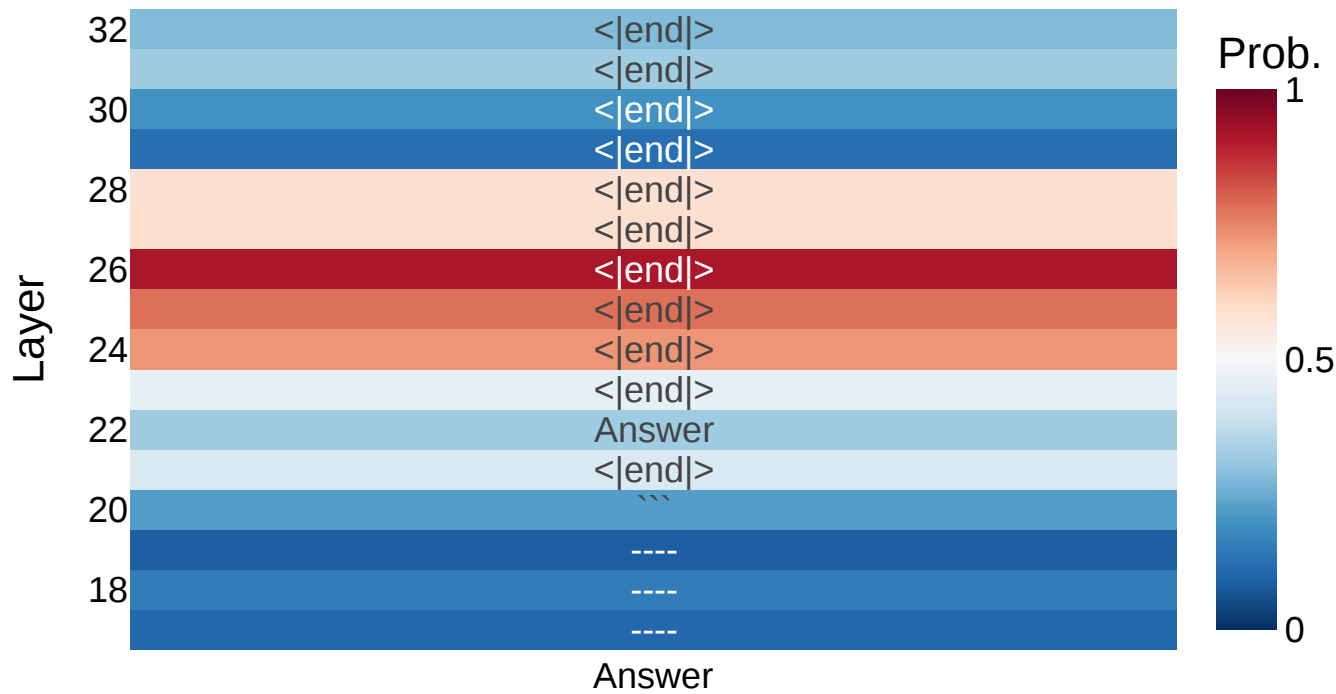 32 <|end|>
<|end|>
Prob.
1
30 <|end|>
<|end|>
28 <|end|>
<|end|>
26 <|end|>
<|end|>
24 <|end|>
0.5
<|end|>
22 Answer
<|end|>
20 ```
----
18 ----
----
0
Layer
Answer